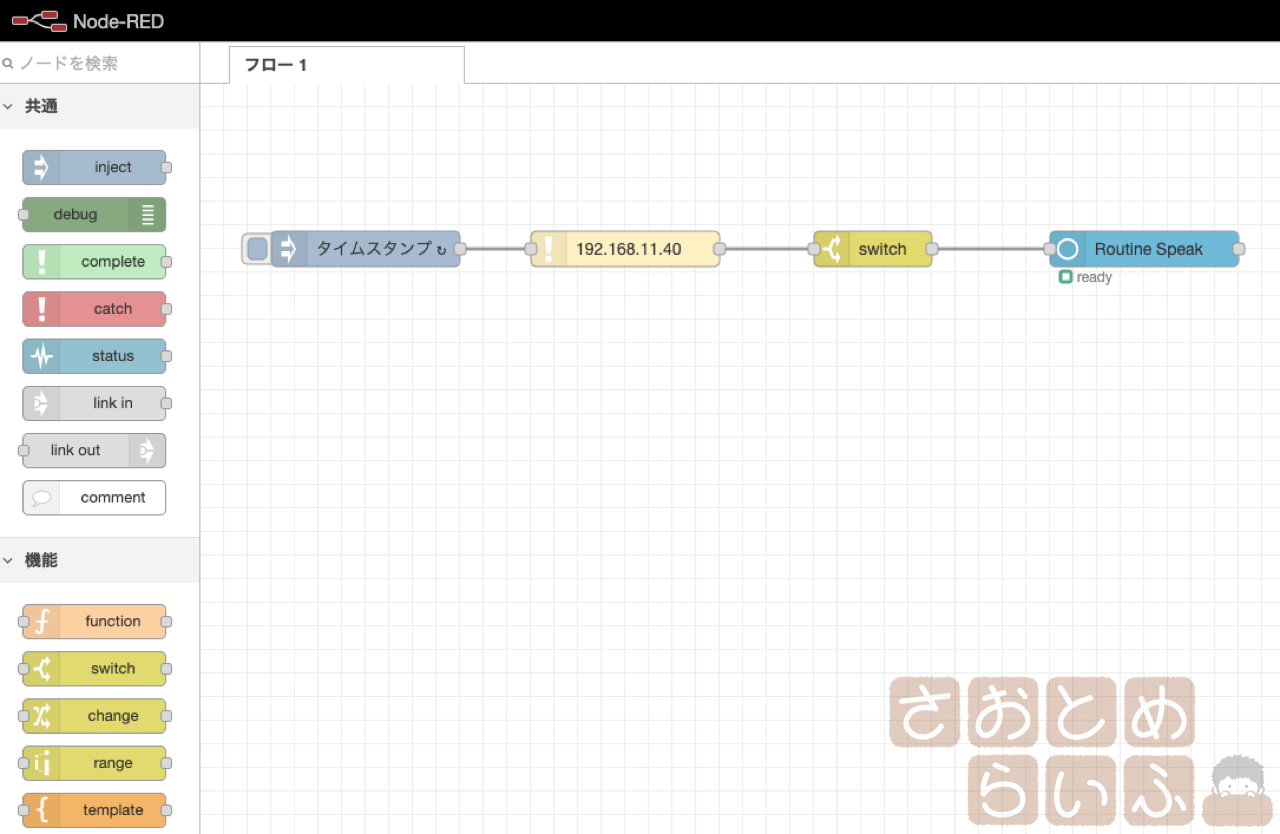 Node-RED
ノードを検索
フロー 1
共通
inject
debug
complete
catch
status
link in
link out
comment
機能
function
switch
change
range
template
タイムスタンプ ↻
192.168.11.40
switch
Routine Speak
ready
さおとめ
らいふ